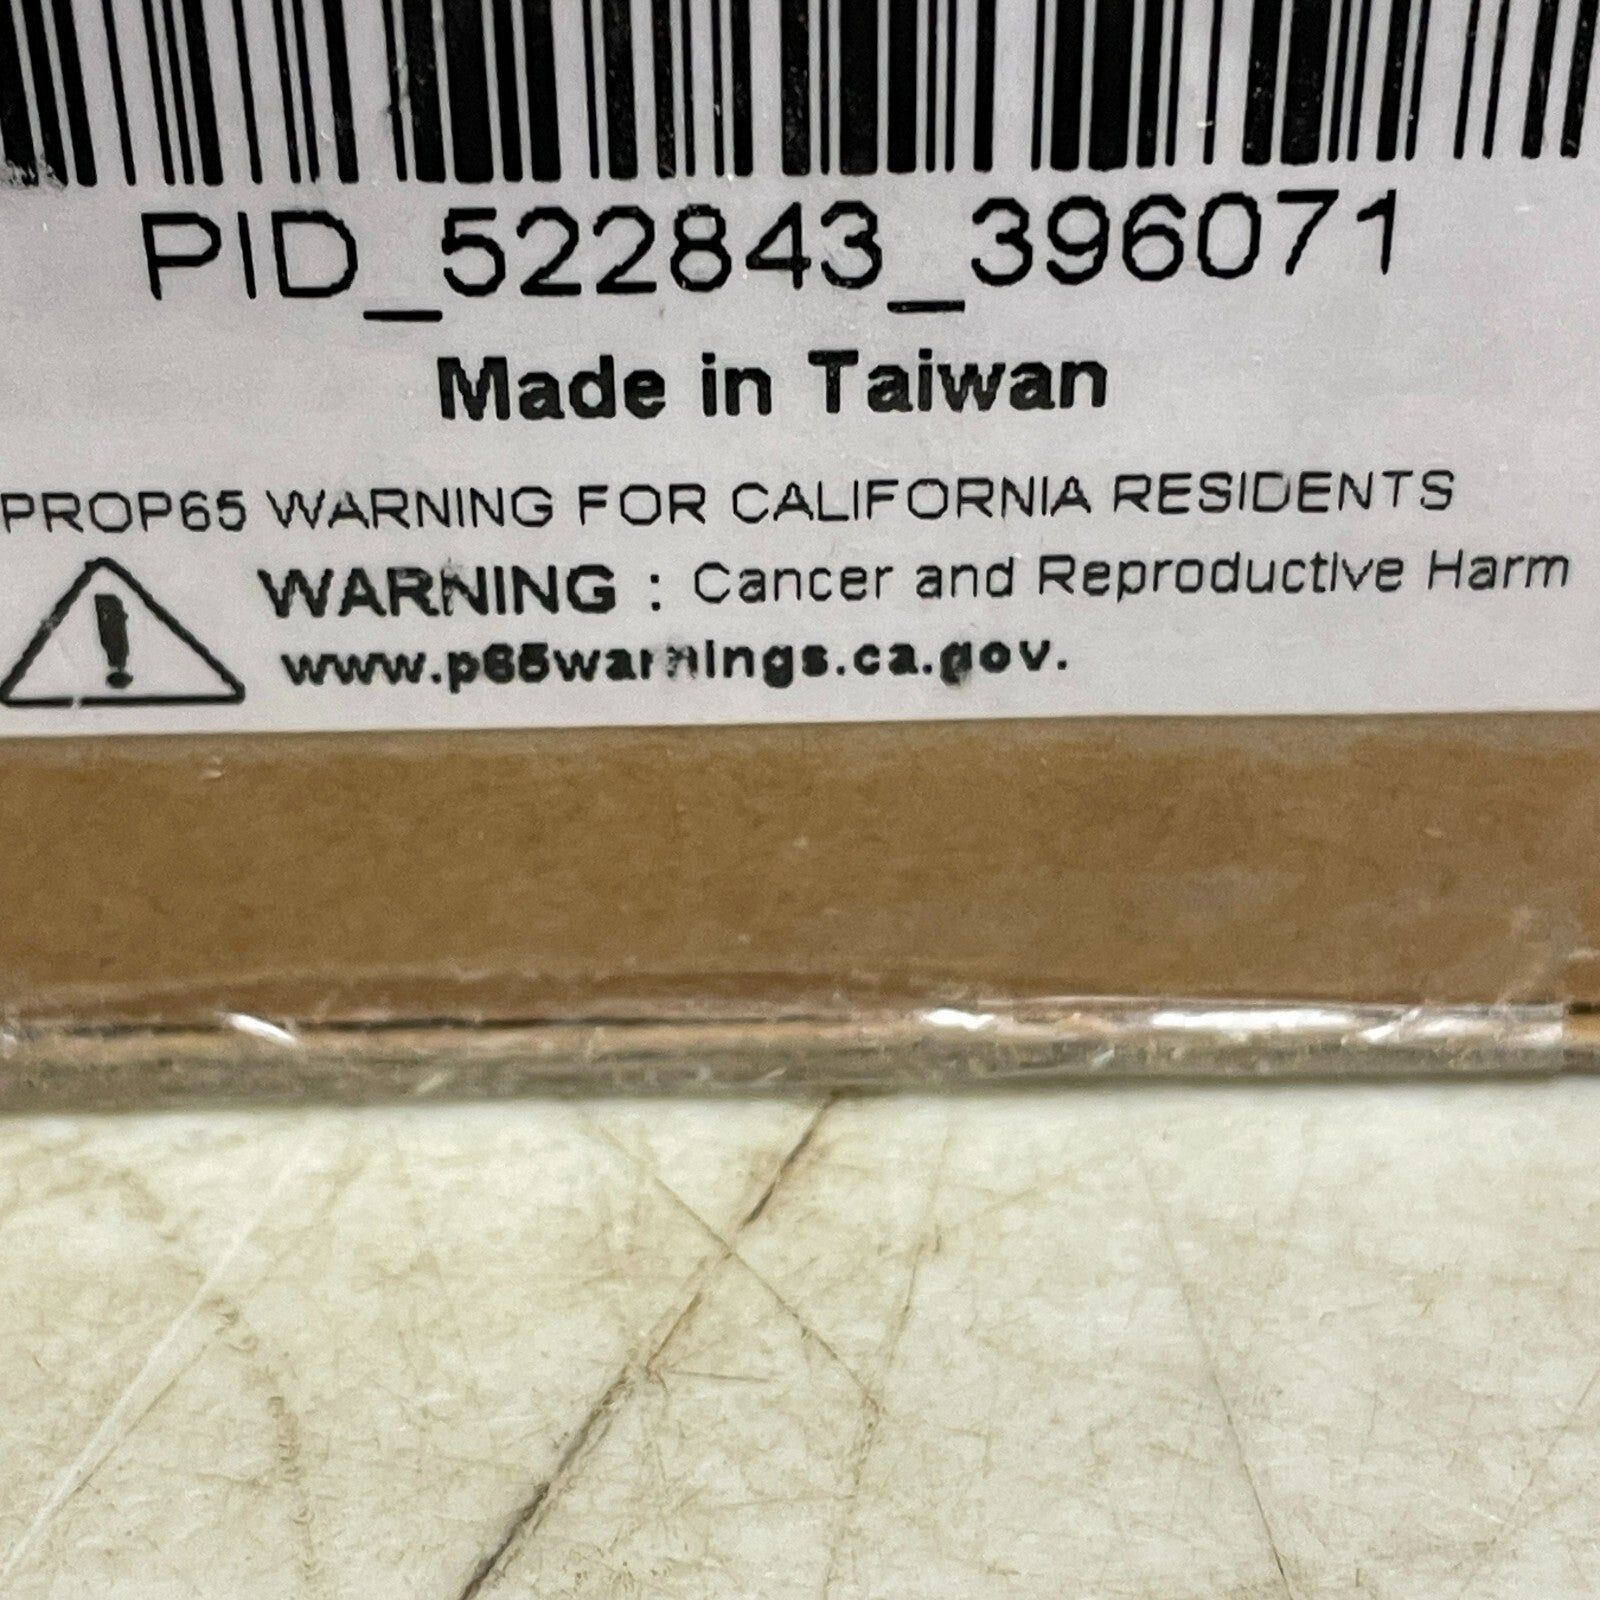 PID_522843_396071
Made in Taiwan
PROP65 WARNING FOR CALIFORNIA RESIDENTS
WARNING : Cancer and Reproductive Harm
www.p65warnings.ca.gov.